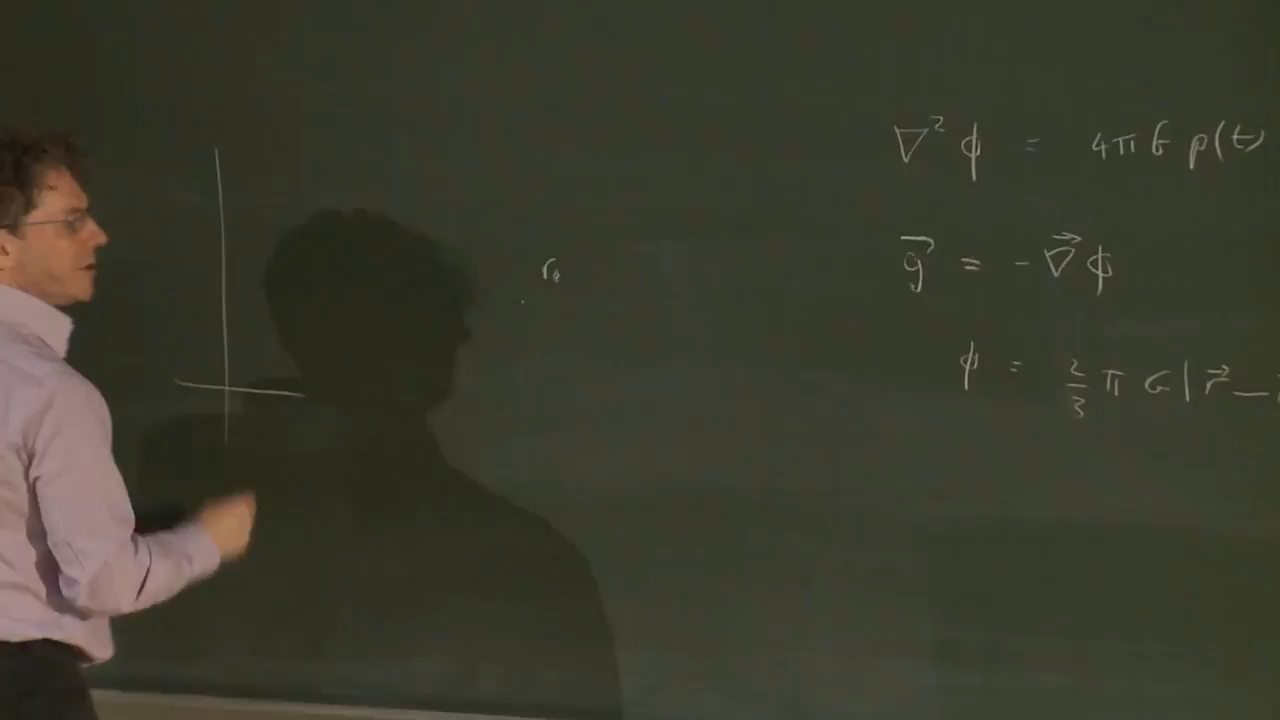 r₀
∇² ϕ = 4π G ρ(t)
g⃗ = - ∇⃗ ϕ
ϕ = 2/3 π G | r⃗ -